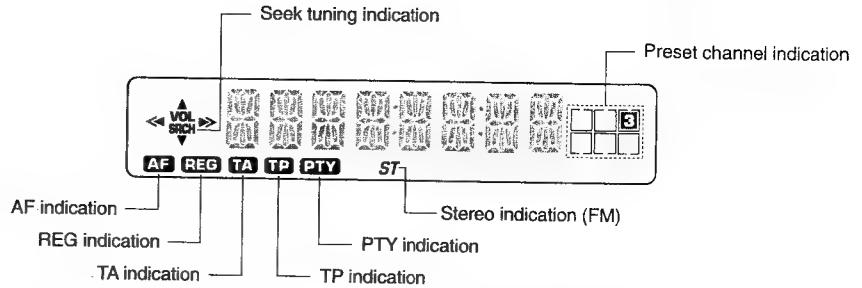 Seek tuning indication
Preset channel indication
VOL
SRCH
3
AF REG TA TP PTY ST
AF indication
Stereo indication (FM)
REG indication
PTY indication
TA indication
TP indication